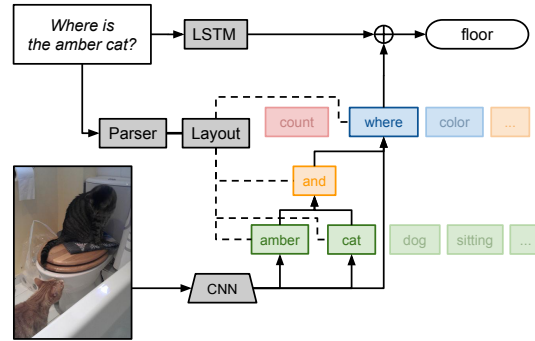 Where is
the amber cat?
LSTM
floor
Parser
Layout
count
where
color
...
and
amber
cat
dog
sitting
...
CNN